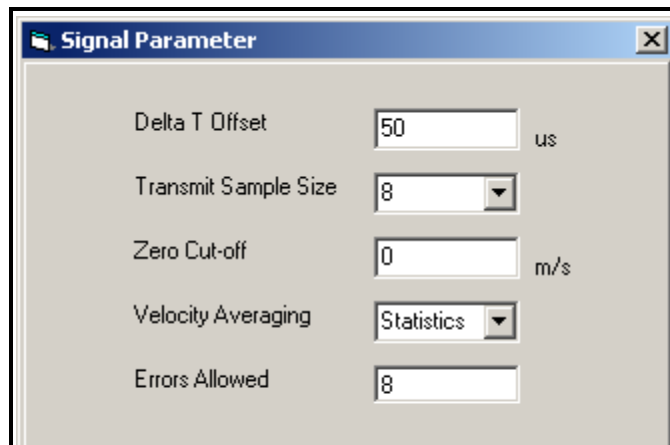 Signal Parameter
Delta T Offset 50 us
Transmit Sample Size 8
Zero Cut-off 0 m/s
Velocity Averaging Statistics
Errors Allowed 8